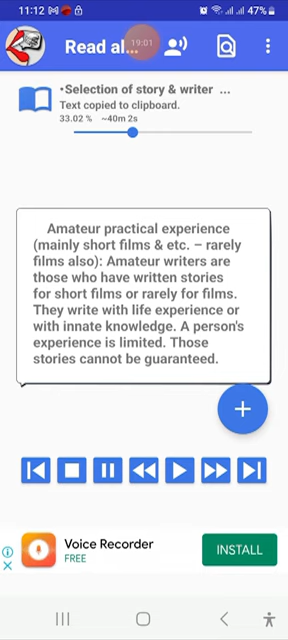 11:12 47%
Read al... 19:01
•Selection of story & writer ...
Text copied to clipboard.
33.02 % ~40m 2s
Amateur practical experience
(mainly short films & etc. – rarely
films also): Amateur writers are
those who have written stories
for short films or rarely for films.
They write with life experience or
with innate knowledge. A person's
experience is limited. Those
stories cannot be guaranteed.
Voice Recorder
FREE
INSTALL